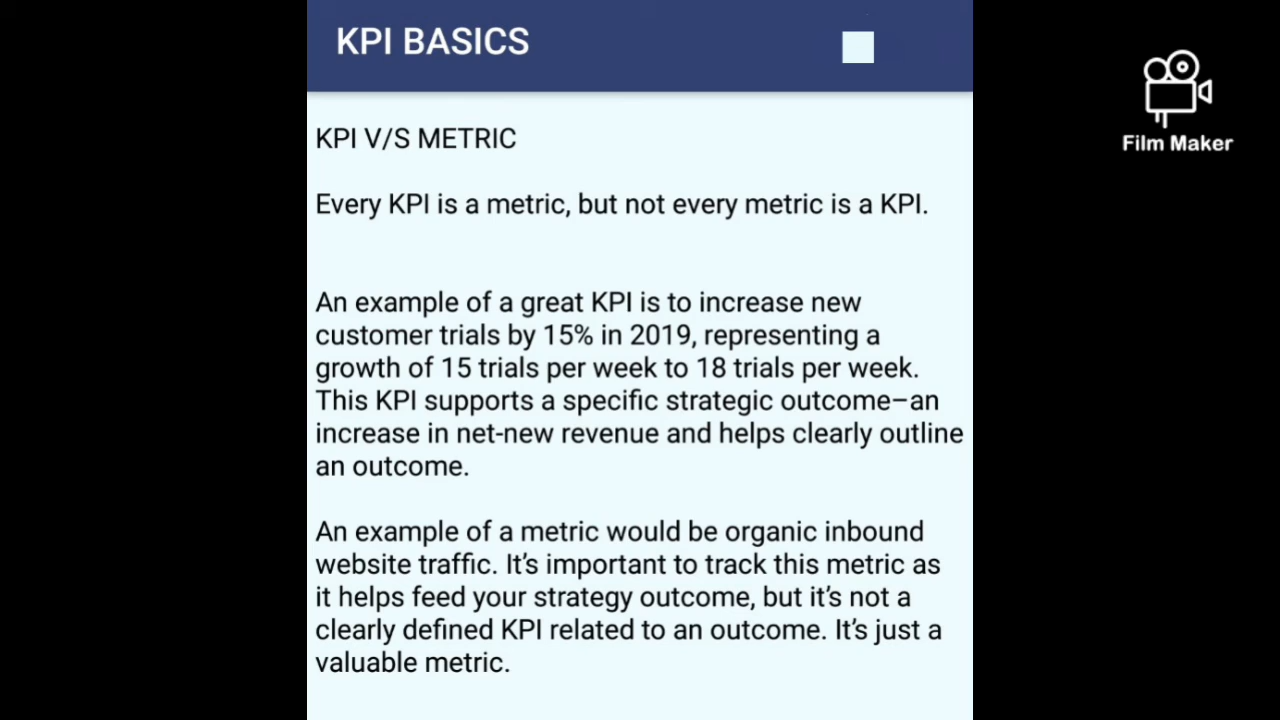 KPI BASICS
Film Maker
KPI V/S METRIC
Every KPI is a metric, but not every metric is a KPI.
An example of a great KPI is to increase new
customer trials by 15% in 2019, representing a
growth of 15 trials per week to 18 trials per week.
This KPI supports a specific strategic outcome–an
increase in net-new revenue and helps clearly outline
an outcome.
An example of a metric would be organic inbound
website traffic. It’s important to track this metric as
it helps feed your strategy outcome, but it’s not a
clearly defined KPI related to an outcome. It’s just a
valuable metric.